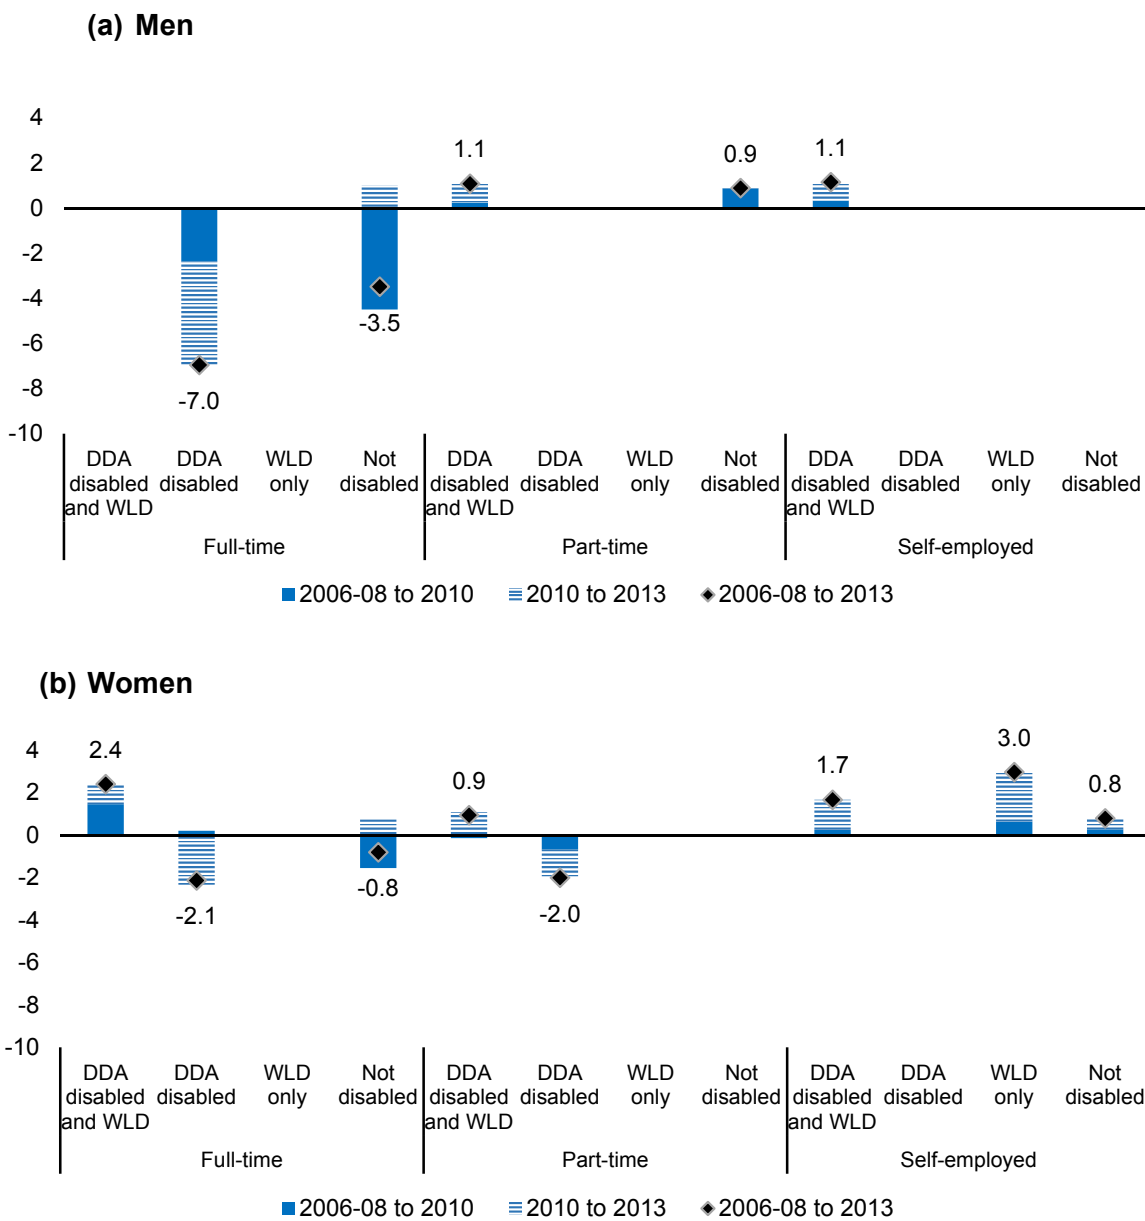 (a) Men
4
2
0
-2
-4
-6
-8
-10
-7.0
-3.5
1.1
0.9
1.1
DDA disabled and WLD
DDA disabled
WLD only
Not disabled
DDA disabled and WLD
DDA disabled
WLD only
Not disabled
DDA disabled and WLD
DDA disabled
WLD only
Not disabled
Full-time
Part-time
Self-employed
2006-08 to 2010
2010 to 2013
2006-08 to 2013
(b) Women
4
2
0
-2
-4
-6
-8
-10
2.4
-2.1
-0.8
0.9
-2.0
1.7
3.0
0.8
DDA disabled and WLD
DDA disabled
WLD only
Not disabled
DDA disabled and WLD
DDA disabled
WLD only
Not disabled
DDA disabled and WLD
DDA disabled
WLD only
Not disabled
Full-time
Part-time
Self-employed
2006-08 to 2010
2010 to 2013
2006-08 to 2013